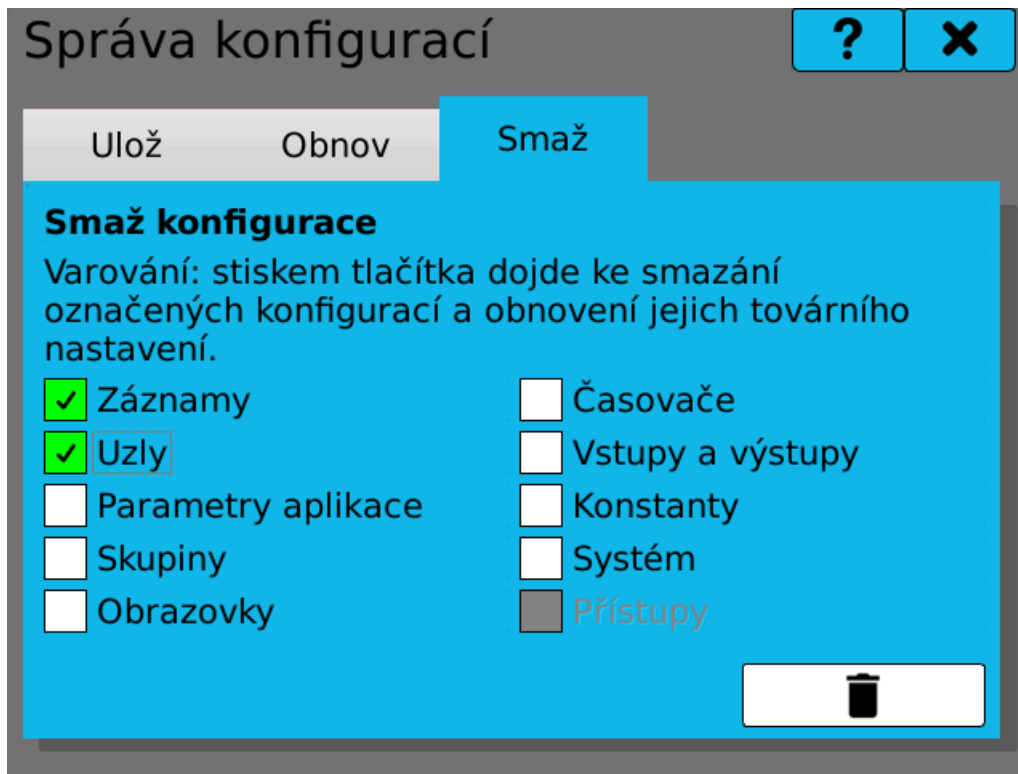 Správa konfigurací
?
Ulož
Obnov
Smaž
Smaž konfigurace
Varování: stiskem tlačítka dojde ke smazání
označených konfigurací a obnovení jejich továrního
nastavení.
Záznamy
Časovače
Uzly
Vstupy a výstupy
Parametry aplikace
Konstanty
Skupiny
Systém
Obrazovky
Přístupy